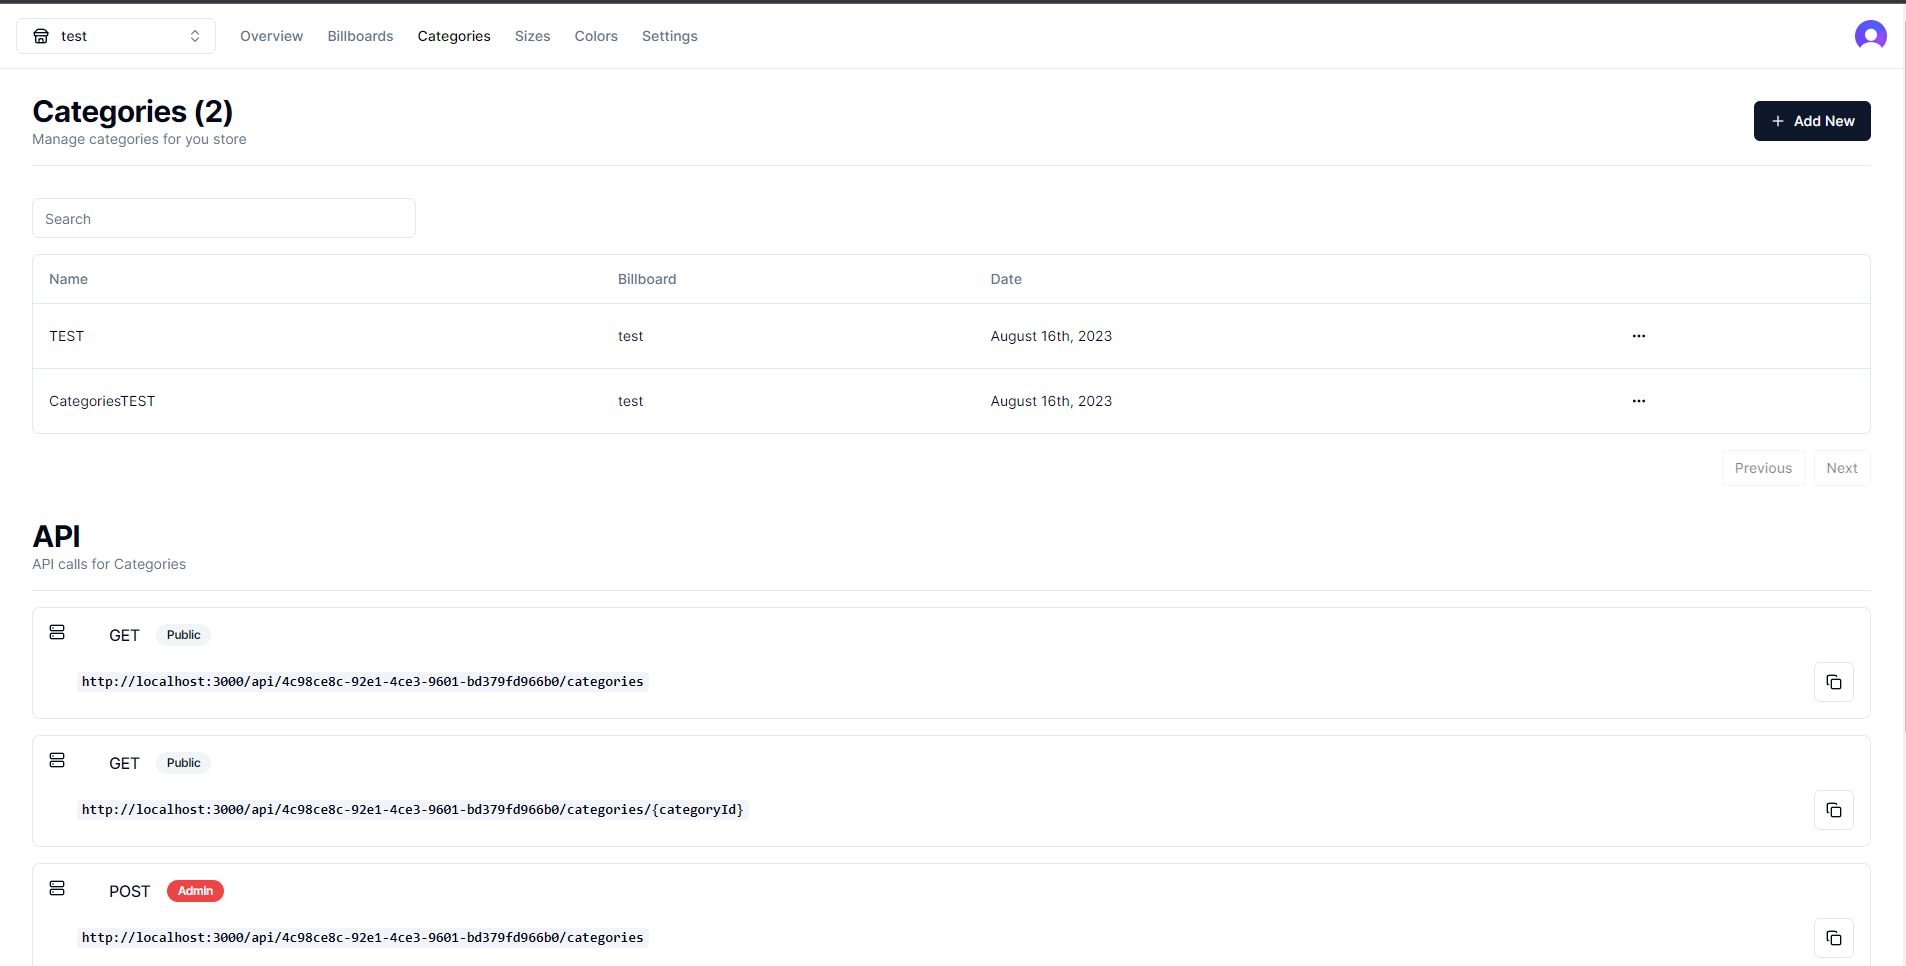 test
Overview Billboards Categories Sizes Colors Settings
Categories (2)
Manage categories for you store
+ Add New
Search
Name Billboard Date
TEST test August 16th, 2023
CategoriesTEST test August 16th, 2023
Previous Next
API
API calls for Categories
GET Public
http://localhost:3000/api/4c98ce8c-92e1-4ce3-9601-bd379fd966b0/categories
GET Public
http://localhost:3000/api/4c98ce8c-92e1-4ce3-9601-bd379fd966b0/categories/{categoryId}
POST Admin
http://localhost:3000/api/4c98ce8c-92e1-4ce3-9601-bd379fd966b0/categories